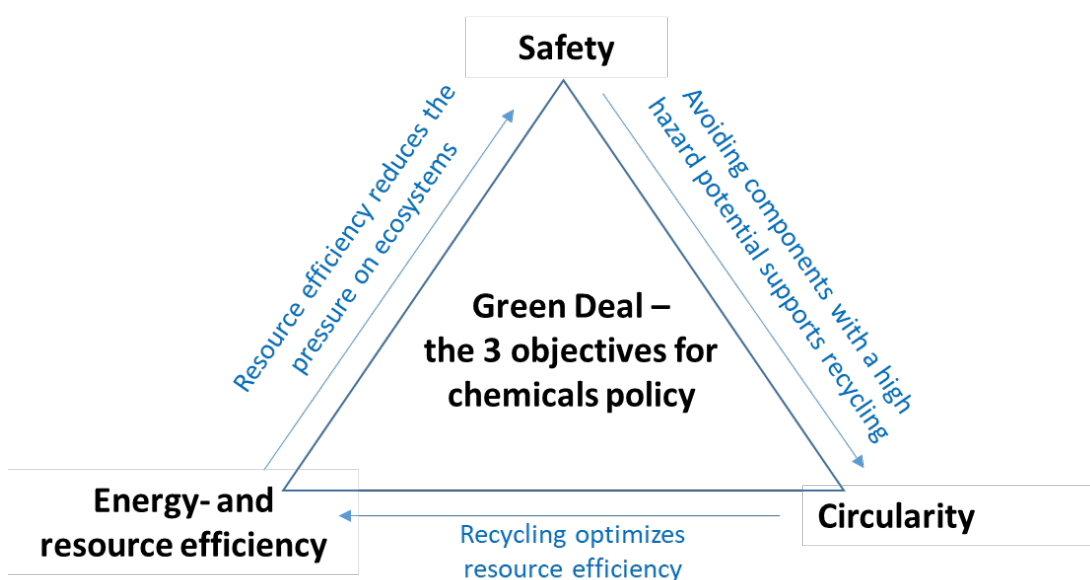 Safety
Resource efficiency reduces the
pressure on ecosystems
Avoiding components with a high
hazard potential supports recycling
Green Deal –
the 3 objectives for
chemicals policy
Energy- and
resource efficiency
Circularity
Recycling optimizes
resource efficiency